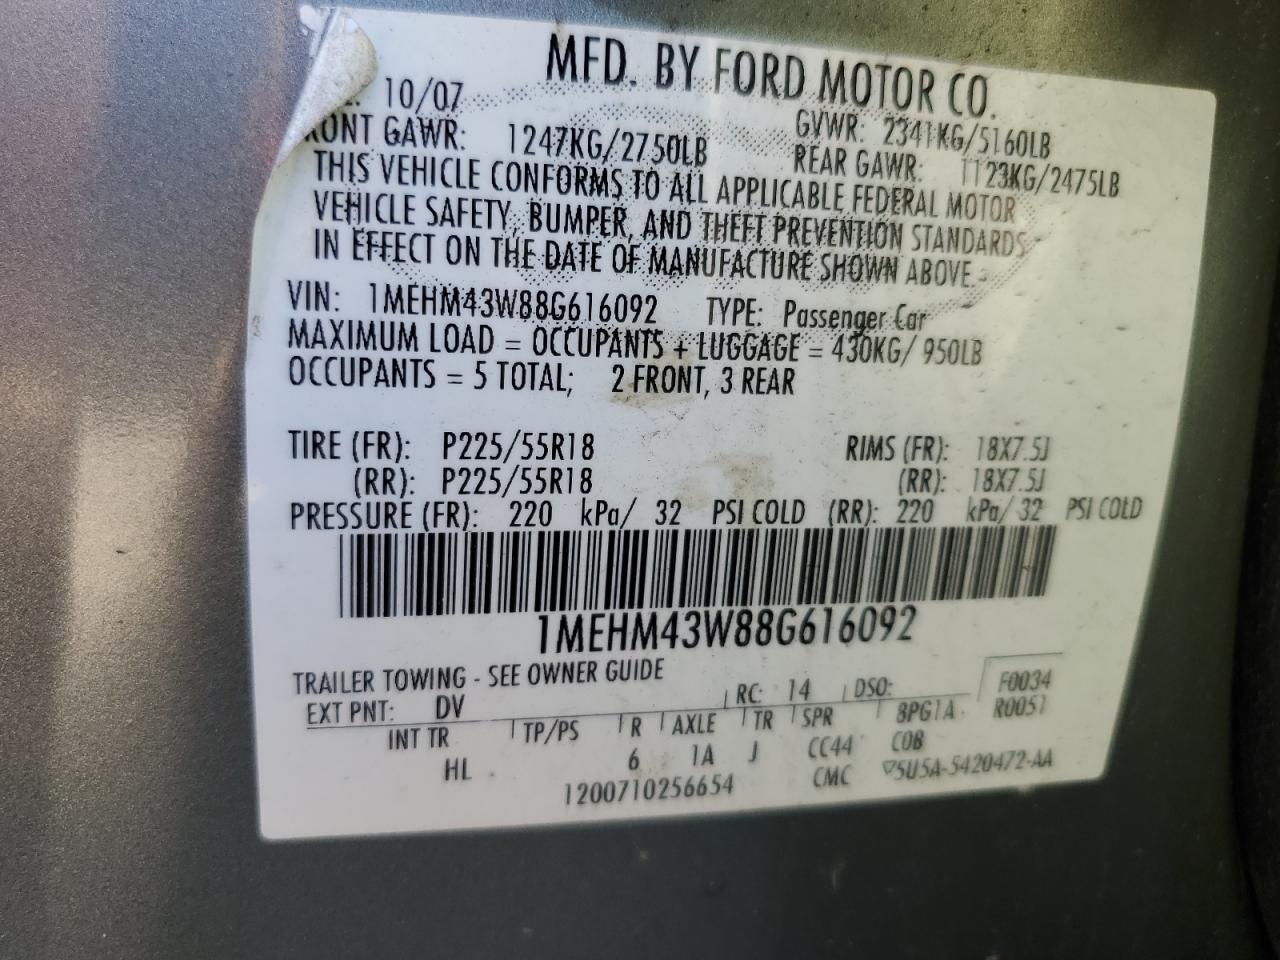 MFD. BY FORD MOTOR CO.
10/07 GVWR: 2341KG/5160LB
FRONT GAWR: 1247KG/2750LB REAR GAWR: 1123KG/2475LB
THIS VEHICLE CONFORMS TO ALL APPLICABLE FEDERAL MOTOR
VEHICLE SAFETY, BUMPER, AND THEFT PREVENTION STANDARDS
IN EFFECT ON THE DATE OF MANUFACTURE SHOWN ABOVE.
VIN: 1MEHM43W88G616092 TYPE: Passenger Car
MAXIMUM LOAD = OCCUPANTS + LUGGAGE = 430KG/ 950LB
OCCUPANTS = 5 TOTAL; 2 FRONT, 3 REAR
TIRE (FR): P225/55R18 RIMS (FR): 18X7.5J
(RR): P225/55R18 (RR): 18X7.5J
PRESSURE (FR): 220 kPa/ 32 PSI COLD (RR): 220 kPa/ 32 PSI COLD
1MEHM43W88G616092
TRAILER TOWING - SEE OWNER GUIDE F0034
EXT PNT: DV RC: 14 DSO: R0051
INT TR TP/PS R AXLE TR SPR 8PG1A
HL 6 1A J CC44 C0B
1200710256654 CMC 5U5A-5420472-AA